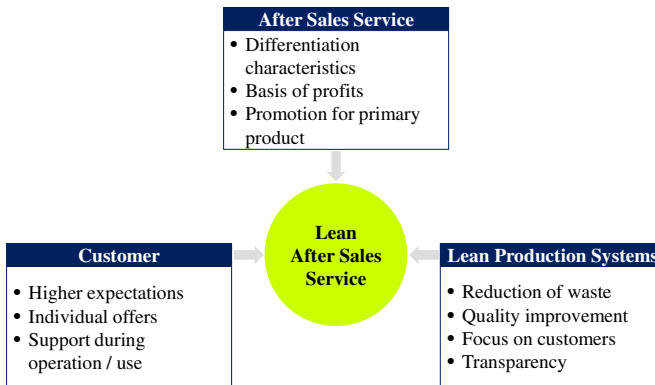 After Sales Service
• Differentiation
characteristics
• Basis of profits
• Promotion for primary
product
Lean
After Sales
Service
Customer
• Higher expectations
• Individual offers
• Support during
operation / use
Lean Production Systems
• Reduction of waste
• Quality improvement
• Focus on customers
• Transparency